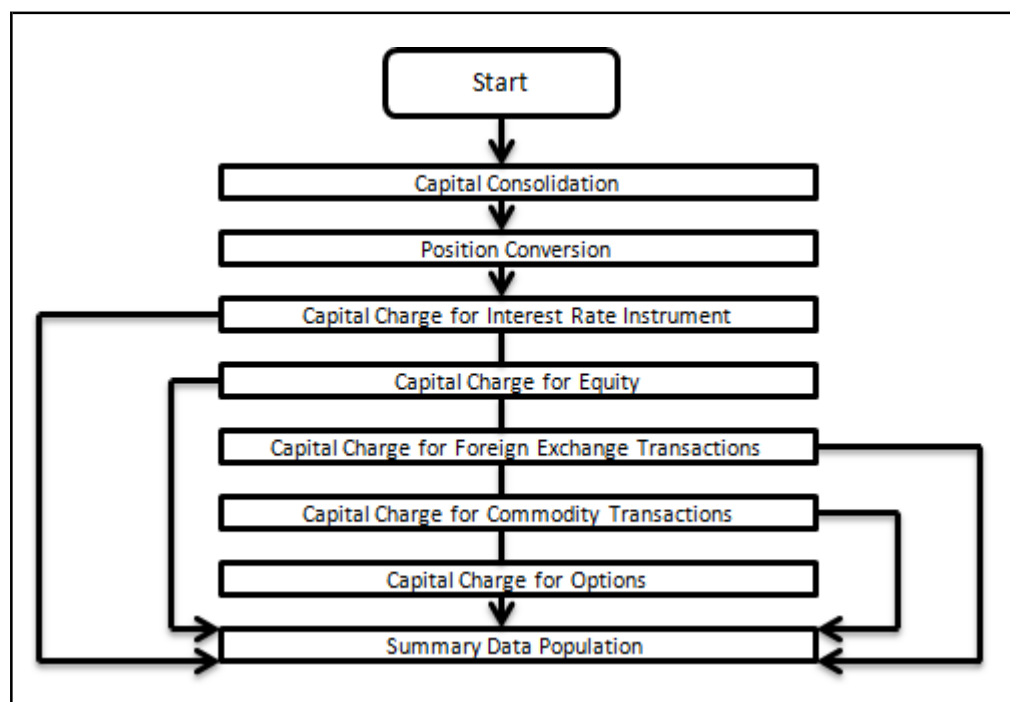 Start
Capital Consolidation
Position Conversion
Capital Charge for Interest Rate Instrument
Capital Charge for Equity
Capital Charge for Foreign Exchange Transactions
Capital Charge for Commodity Transactions
Capital Charge for Options
Summary Data Population